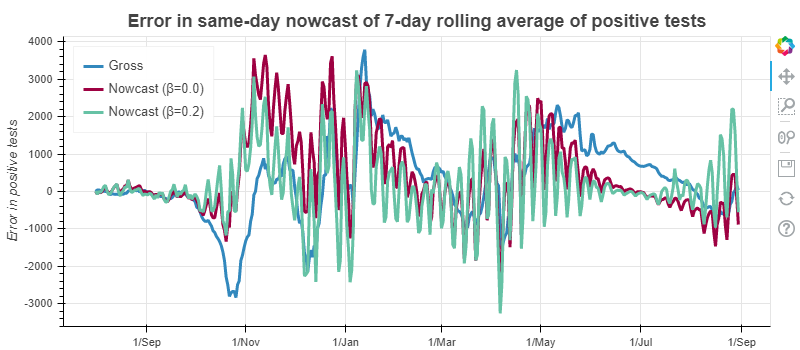 Error in same-day nowcast of 7-day rolling average of positive tests
Gross
Nowcast (β=0.0)
Nowcast (β=0.2)
Error in positive tests
4000
3000
2000
1000
0
-1000
-2000
-3000
1/Sep
1/Nov
1/Jan
1/Mar
1/May
1/Jul
1/Sep